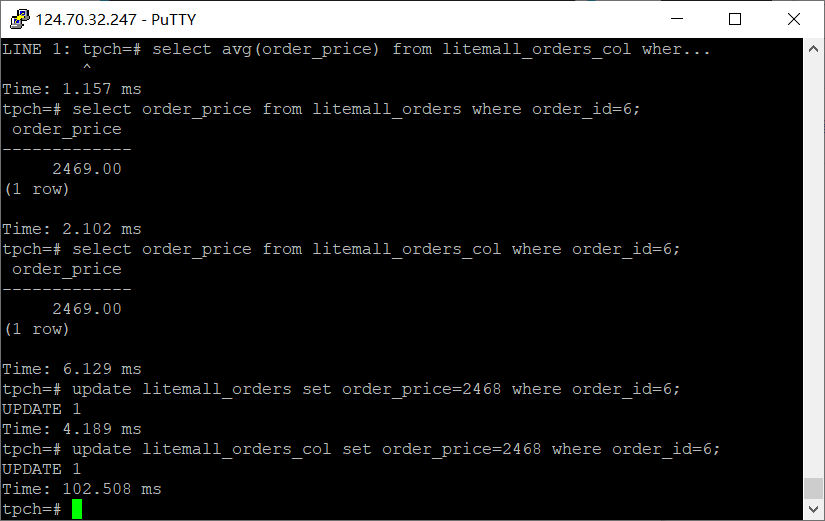 124.70.32.247 - PuTTY
LINE 1: tpch=# select avg(order_price) from litemall_orders_col wher...
^
Time: 1.157 ms
tpch=# select order_price from litemall_orders where order_id=6;
order_price
-------------
2469.00
(1 row)
Time: 2.102 ms
tpch=# select order_price from litemall_orders_col where order_id=6;
order_price
-------------
2469.00
(1 row)
Time: 6.129 ms
tpch=# update litemall_orders set order_price=2468 where order_id=6;
UPDATE 1
Time: 4.189 ms
tpch=# update litemall_orders_col set order_price=2468 where order_id=6;
UPDATE 1
Time: 102.508 ms
tpch=#